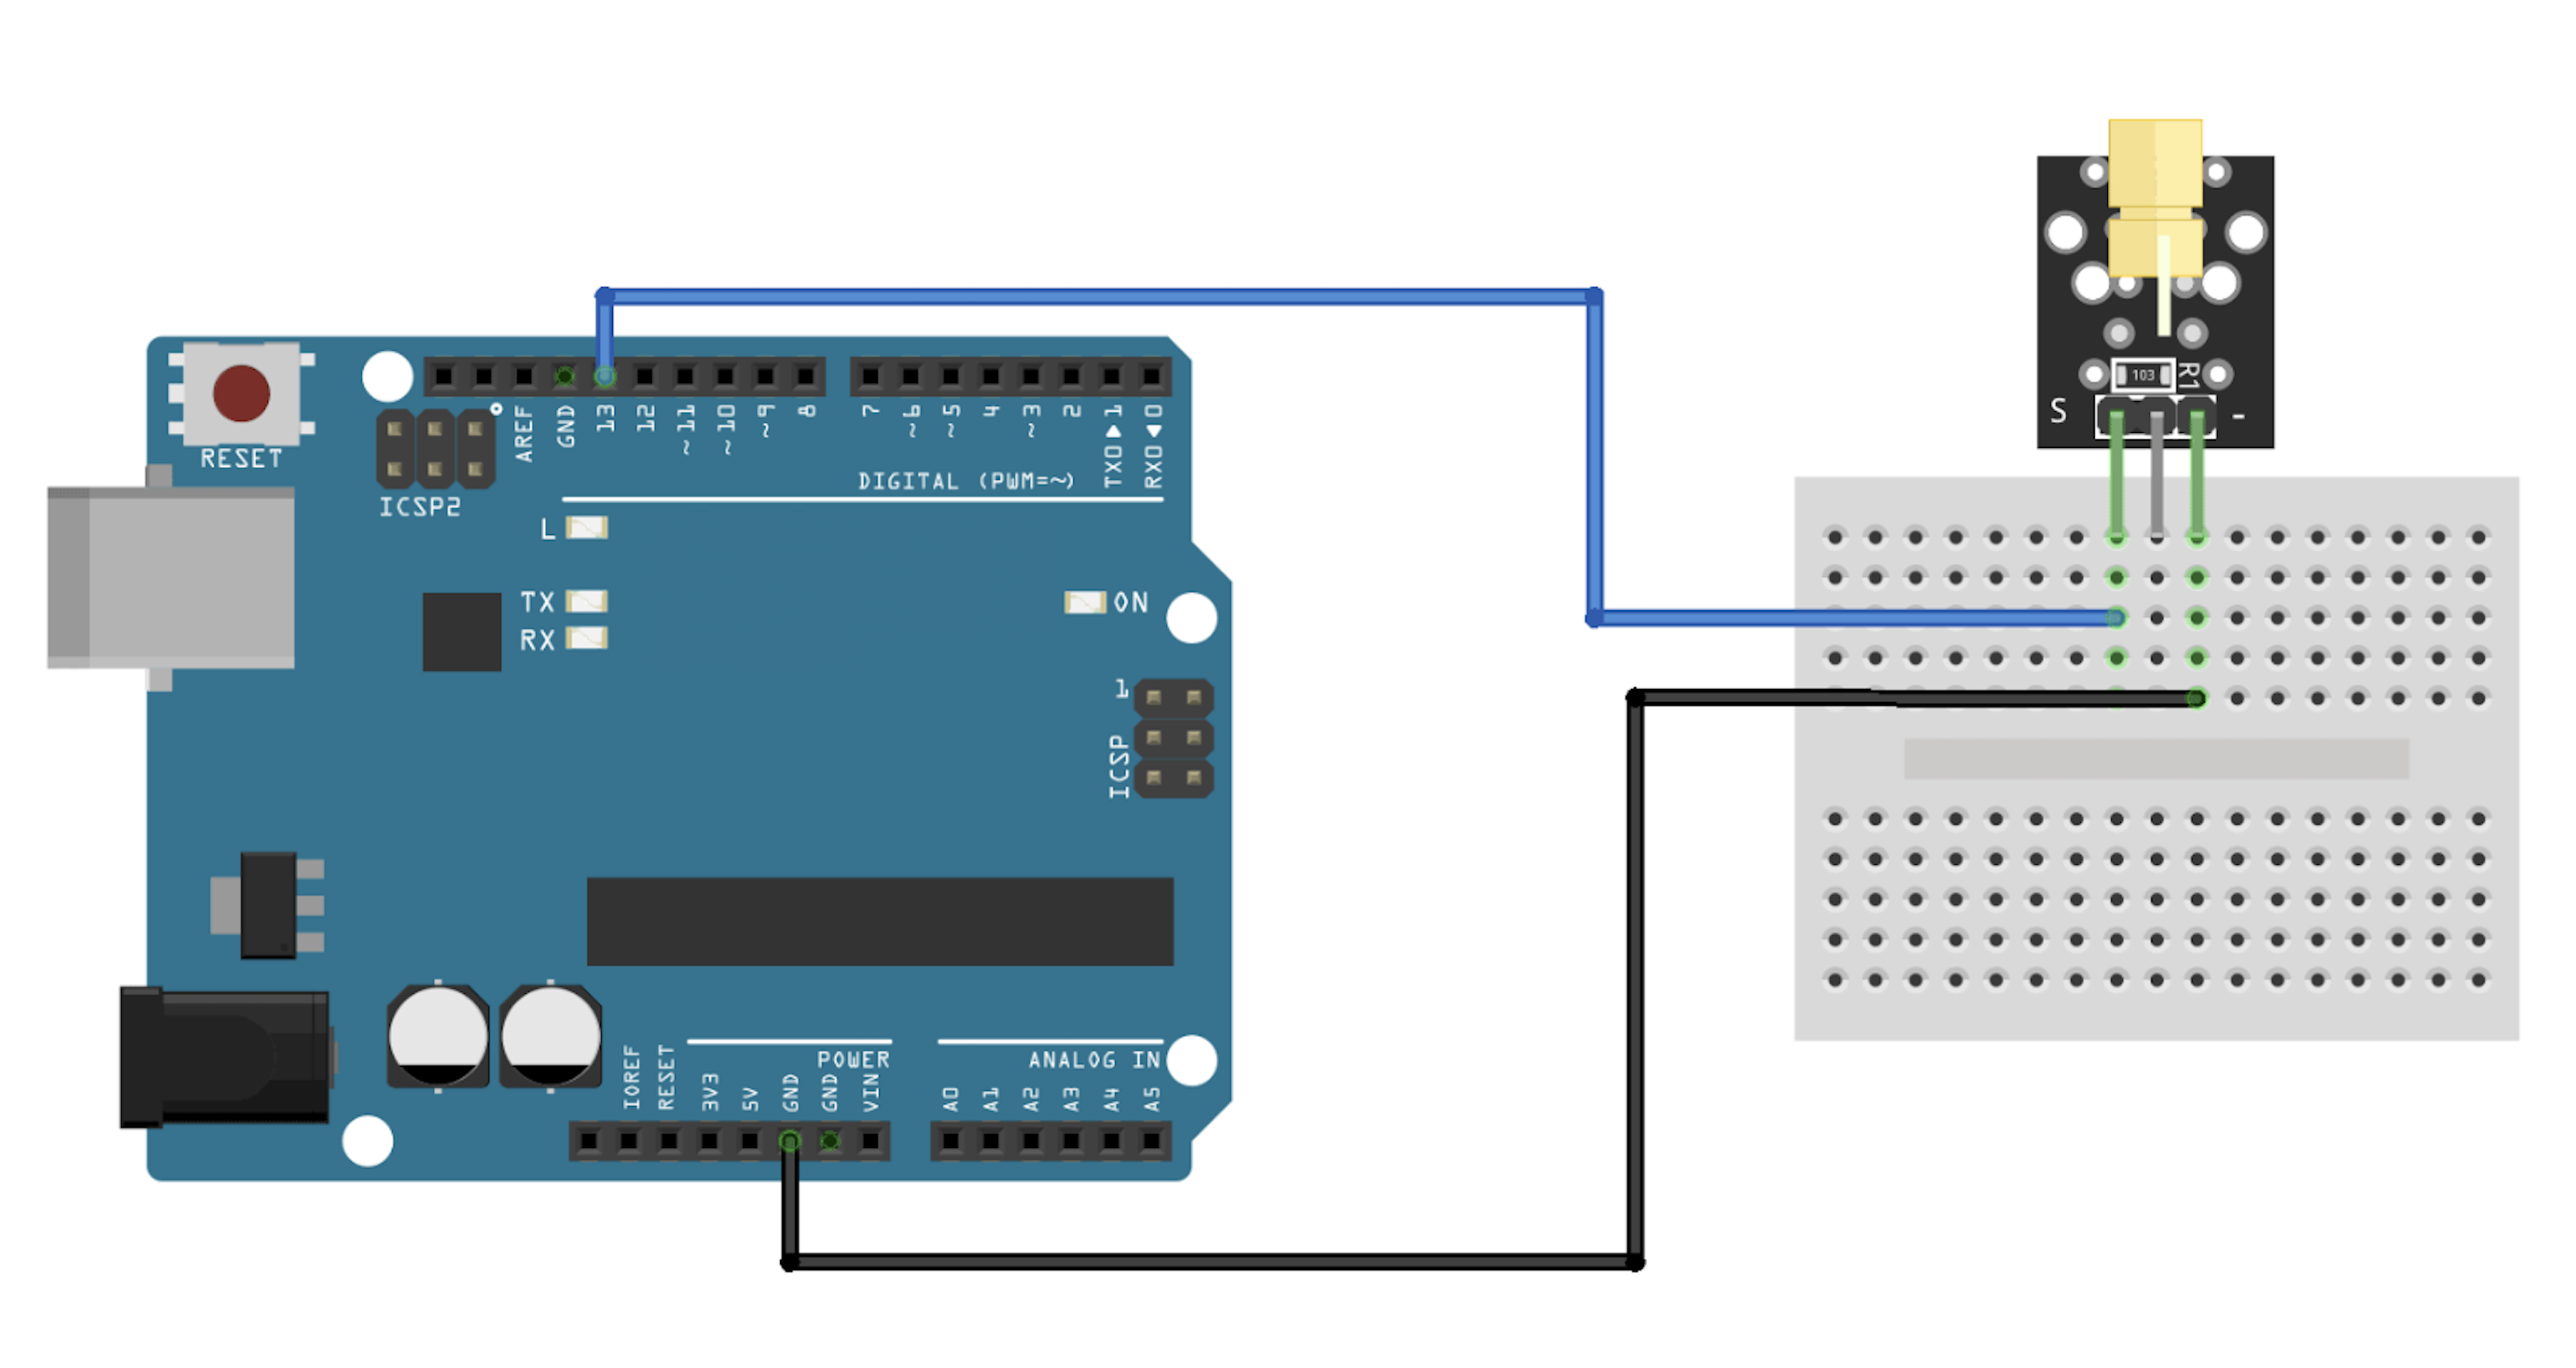 RESET
ICSP2
AREF
GND
13
12
~11
~10
~9
8
7
~6
~5
4
~3
2
TX0▶1
RX0◀0
DIGITAL (PWM=~)
L
TX
RX
ON
1
ICSP
POWER
ANALOG IN
IOREF
RESET
3V3
5V
GND
GND
VIN
A0
A1
A2
A3
A4
A5
103
R1
S
-